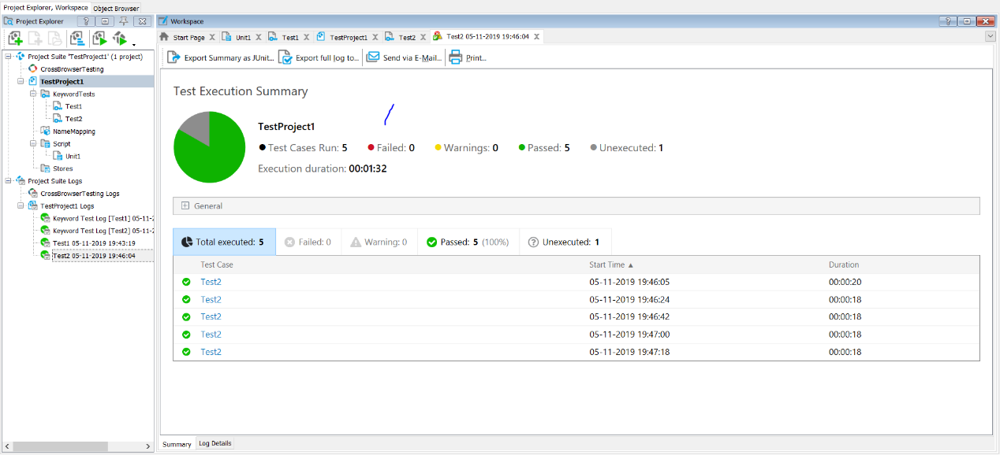 Project Explorer, Workspace Object Browser
Project Explorer
Project Suite 'TestProject1' (1 project)
CrossBrowserTesting
TestProject1
KeywordTests
Test1
Test2
NameMapping
Script
Unit1
Stores
Project Suite Logs
CrossBrowserTesting Logs
TestProject1 Logs
Keyword Test Log [Test1] 05-11-2
Keyword Test Log [Test2] 05-11-2
Test1 05-11-2019 19:43:19
Test2 05-11-2019 19:46:04
Workspace
Start Page Unit1 Test1 TestProject1 Test2 Test2 05-11-2019 19:46:04
Export Summary as JUnit... Export full log to... Send via E-Mail... Print...
Test Execution Summary
TestProject1
Test Cases Run: 5 Failed: 0 Warnings: 0 Passed: 5 Unexecuted: 1
Execution duration: 00:01:32
General
Total executed: 5 Failed: 0 Warning: 0 Passed: 5 (100%) Unexecuted: 1
Test Case Start Time Duration
Test2 05-11-2019 19:46:05 00:00:20
Test2 05-11-2019 19:46:24 00:00:18
Test2 05-11-2019 19:46:42 00:00:18
Test2 05-11-2019 19:47:00 00:00:18
Test2 05-11-2019 19:47:18 00:00:18
Summary Log Details